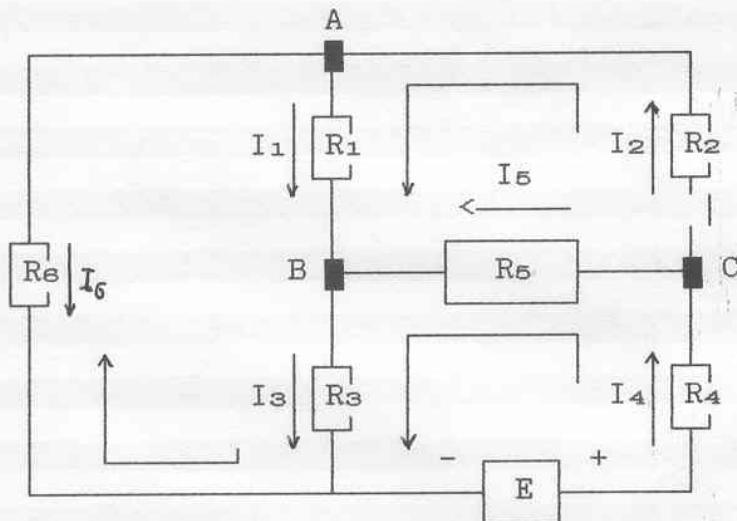 A
I₁ R₁ I₂ R₂
I₅
R₆ I₆ B R₅ C
I₃ R₃ I₄ R₄
- E +